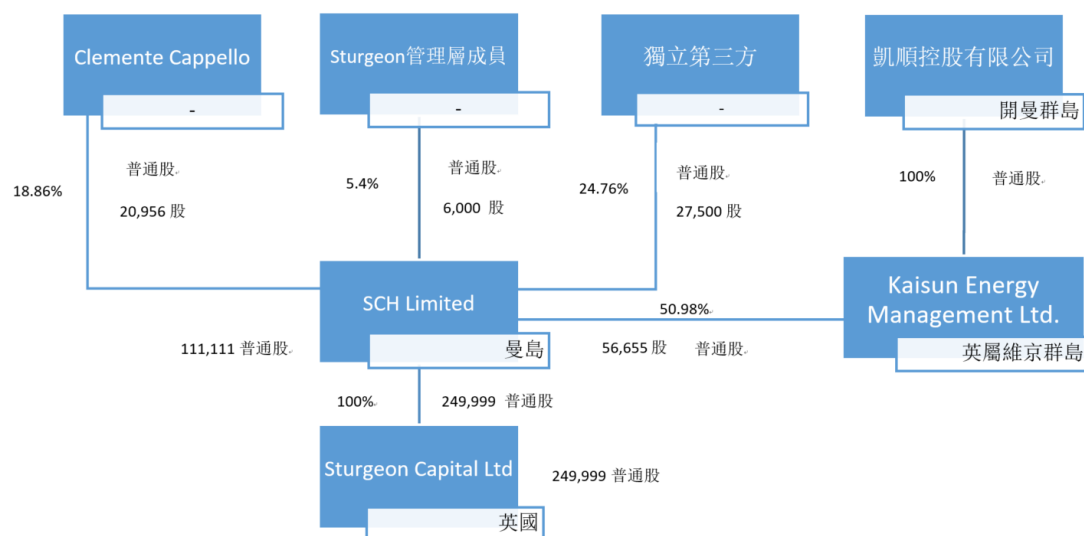 Clemente Cappello
-
Sturgeon管理層成員
-
獨立第三方
-
凱順控股有限公司
開曼群島
18.86%
普通股
20,956 股
5.4%
普通股
6,000 股
24.76%
普通股
27,500 股
100%
普通股
SCH Limited
曼島
111,111 普通股
50.98%
56,655 股 普通股
Kaisun Energy
Management Ltd.
英屬維京群島
100%
249,999 普通股
Sturgeon Capital Ltd
英國
249,999 普通股